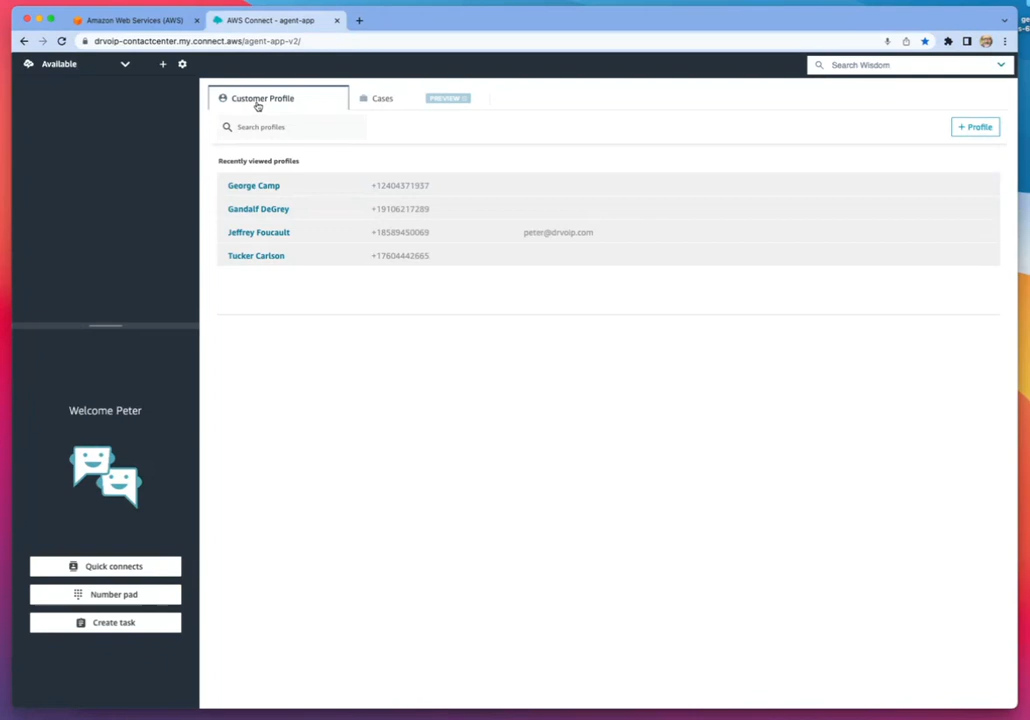 Amazon Web Services (AWS)
AWS Connect - agent-app
drvoip-contactcenter.my.connect.aws/agent-app-v2/
Available
Search Wisdom
Customer Profile
Cases
PREVIEW
Search profiles
+ Profile
Recently viewed profiles
George Camp +12404371937
Gandalf DeGrey +19106217289
Jeffrey Foucault +18589450069 peter@drvoip.com
Tucker Carlson +17604442665
Welcome Peter
Quick connects
Number pad
Create task